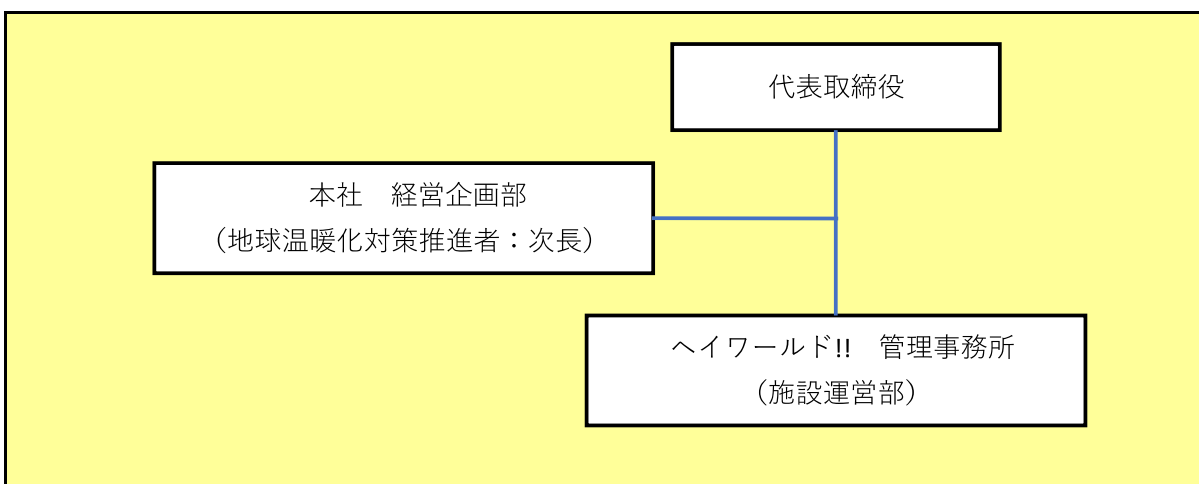 代表取締役
本社　経営企画部
（地球温暖化対策推進者：次長）
ヘイワールド!!　管理事務所
（施設運営部）